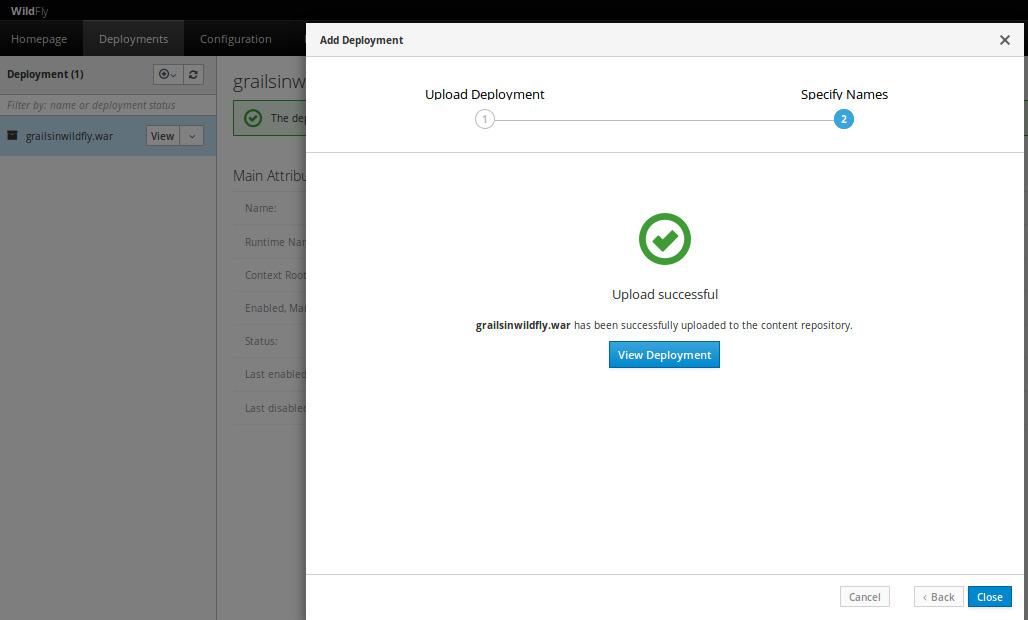 WildFly
Homepage
Deployments
Configuration
Deployment (1)
Filter by: name or deployment status
grailsinwildfly.war
View
grailsinw
The de
Main Attribu
Name:
Runtime Nam
Context Root
Enabled, Ma
Status:
Last enabled
Last disabled
Add Deployment
Upload Deployment
Specify Names
1
2
Upload successful
grailsinwildfly.war has been successfully uploaded to the content repository.
View Deployment
Cancel
‹ Back
Close